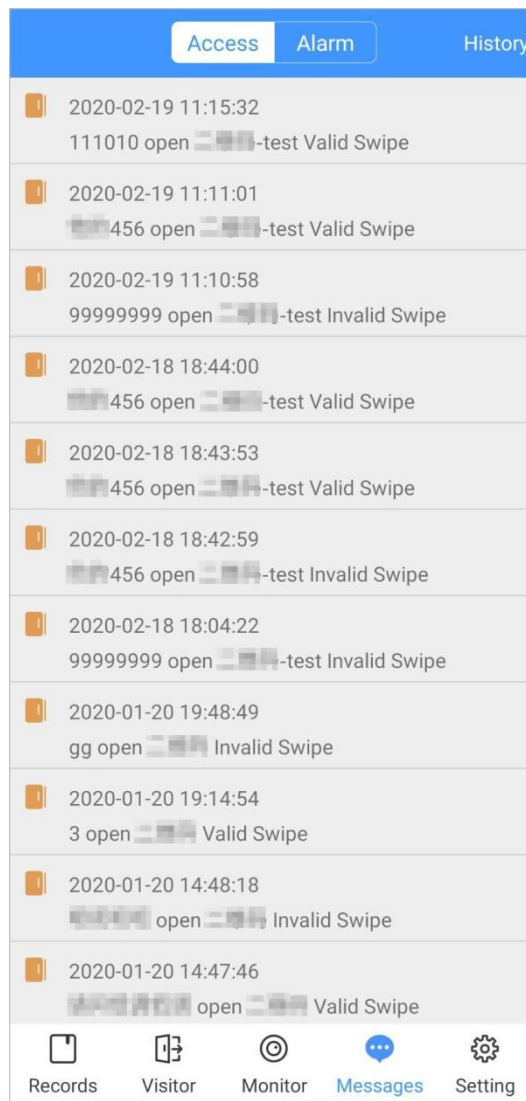 Access Alarm History
2020-02-19 11:15:32
111010 open -test Valid Swipe
2020-02-19 11:11:01
456 open -test Valid Swipe
2020-02-19 11:10:58
99999999 open -test Invalid Swipe
2020-02-18 18:44:00
456 open -test Valid Swipe
2020-02-18 18:43:53
456 open -test Valid Swipe
2020-02-18 18:42:59
456 open -test Invalid Swipe
2020-02-18 18:04:22
99999999 open -test Invalid Swipe
2020-01-20 19:48:49
gg open Invalid Swipe
2020-01-20 19:14:54
3 open Valid Swipe
2020-01-20 14:48:18
open Invalid Swipe
2020-01-20 14:47:46
open Valid Swipe
Records Visitor Monitor Messages Setting